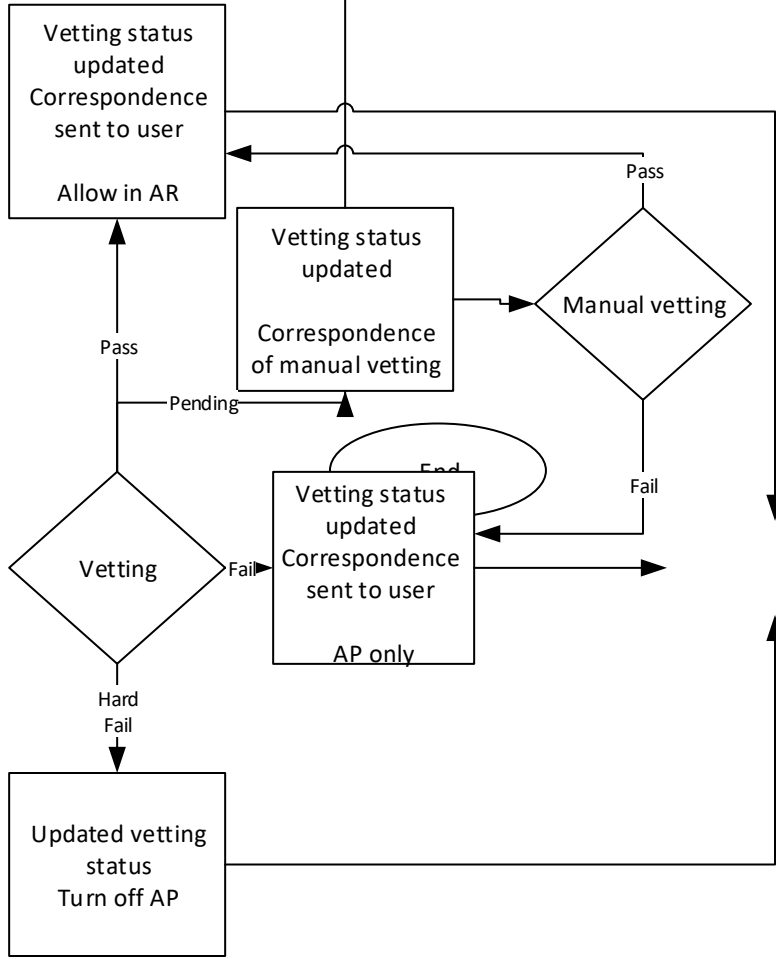 Vetting status
updated
Correspondence
sent to user
Allow in AR
Pass
Vetting status
updated
Correspondence
of manual vetting
Manual vetting
Pass
Pending
End
Fail
Vetting status
updated
Correspondence
sent to user
AP only
Vetting
Fail
Hard
Fail
Updated vetting
status
Turn off AP